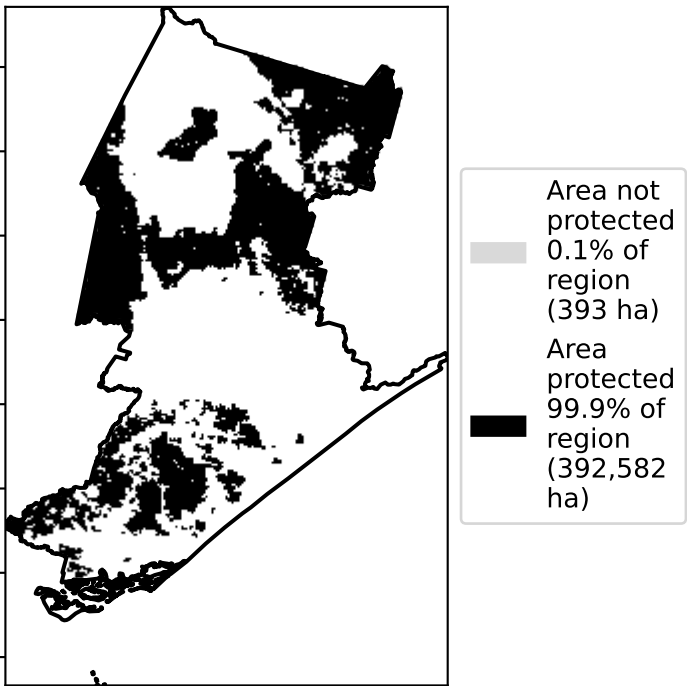 Area not
protected
0.1% of
region
(393 ha)
Area
protected
99.9% of
region
(392,582
ha)